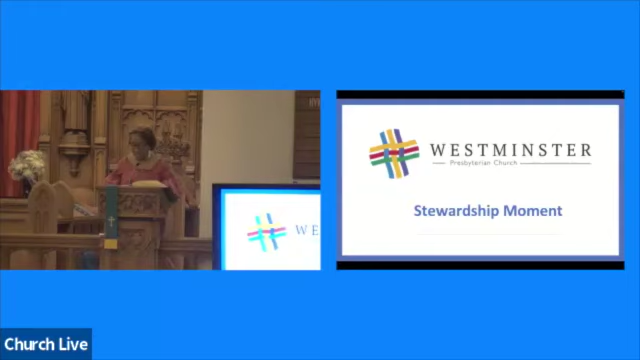 WESTMINSTER
Presbyterian Church
Stewardship Moment
W E
Church Live